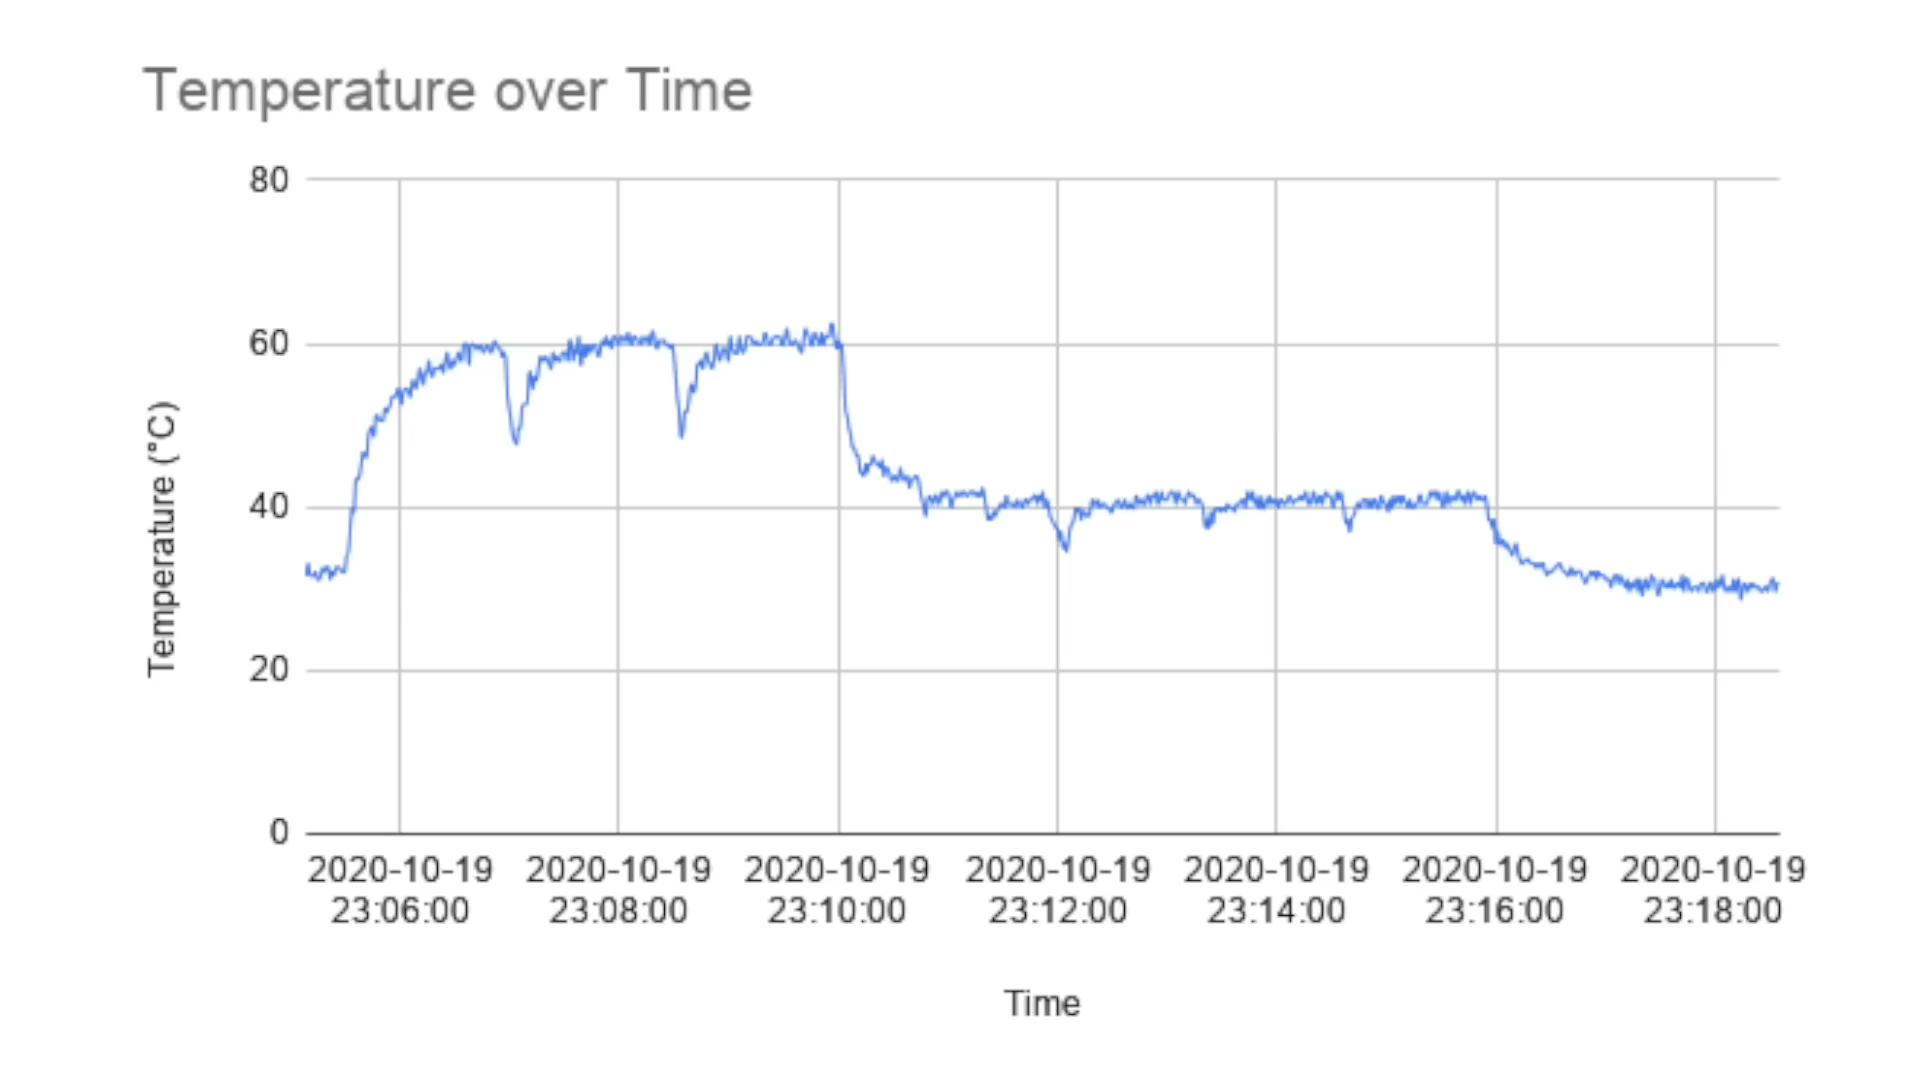 Temperature over Time
80
60
40
20
0
Temperature (°C)
2020-10-19 2020-10-19 2020-10-19 2020-10-19 2020-10-19 2020-10-19 2020-10-19
23:06:00 23:08:00 23:10:00 23:12:00 23:14:00 23:16:00 23:18:00
Time